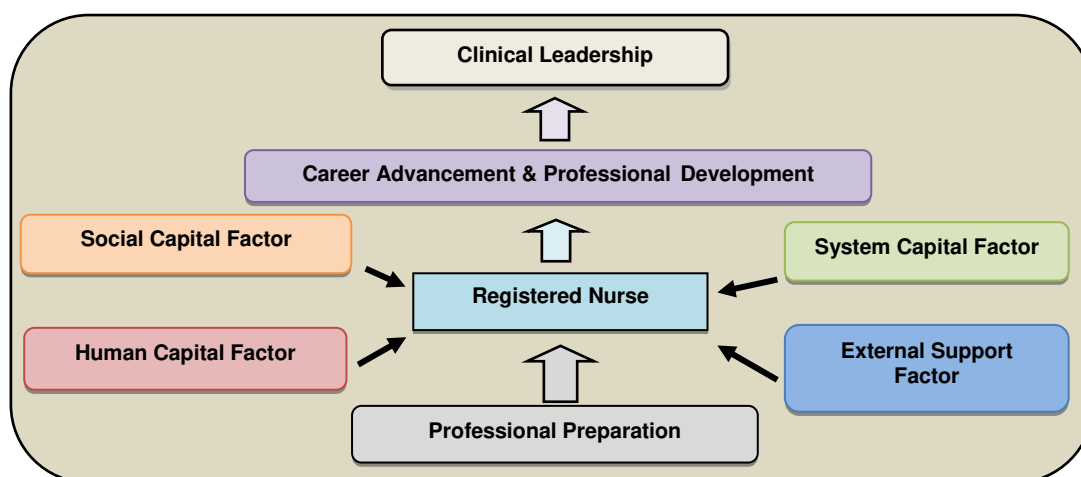 Clinical Leadership
Career Advancement & Professional Development
Social Capital Factor
System Capital Factor
Registered Nurse
Human Capital Factor
External Support
Factor
Professional Preparation